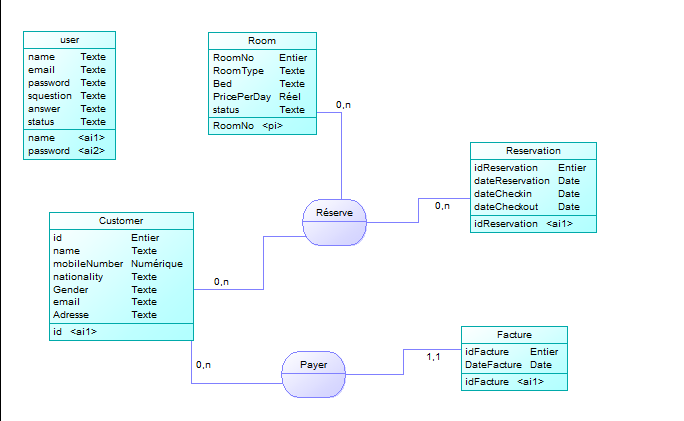 user
name Texte
email Texte
password Texte
squestion Texte
answer Texte
status Texte
name <ai1>
password <ai2>
Room
RoomNo Entier
RoomType Texte
Bed Texte
PricePerDay Réel
status Texte
RoomNo <pi>
0,n
Reservation
idReservation Entier
dateReservation Date
dateCheckin Date
dateCheckout Date
idReservation <ai1>
Réserve
0,n
Customer
id Entier
name Texte
mobileNumber Numérique
nationality Texte
Gender Texte
email Texte
Adresse Texte
id <ai1>
0,n
Facture
idFacture Entier
DateFacture Date
idFacture <ai1>
0,n
Payer
1,1